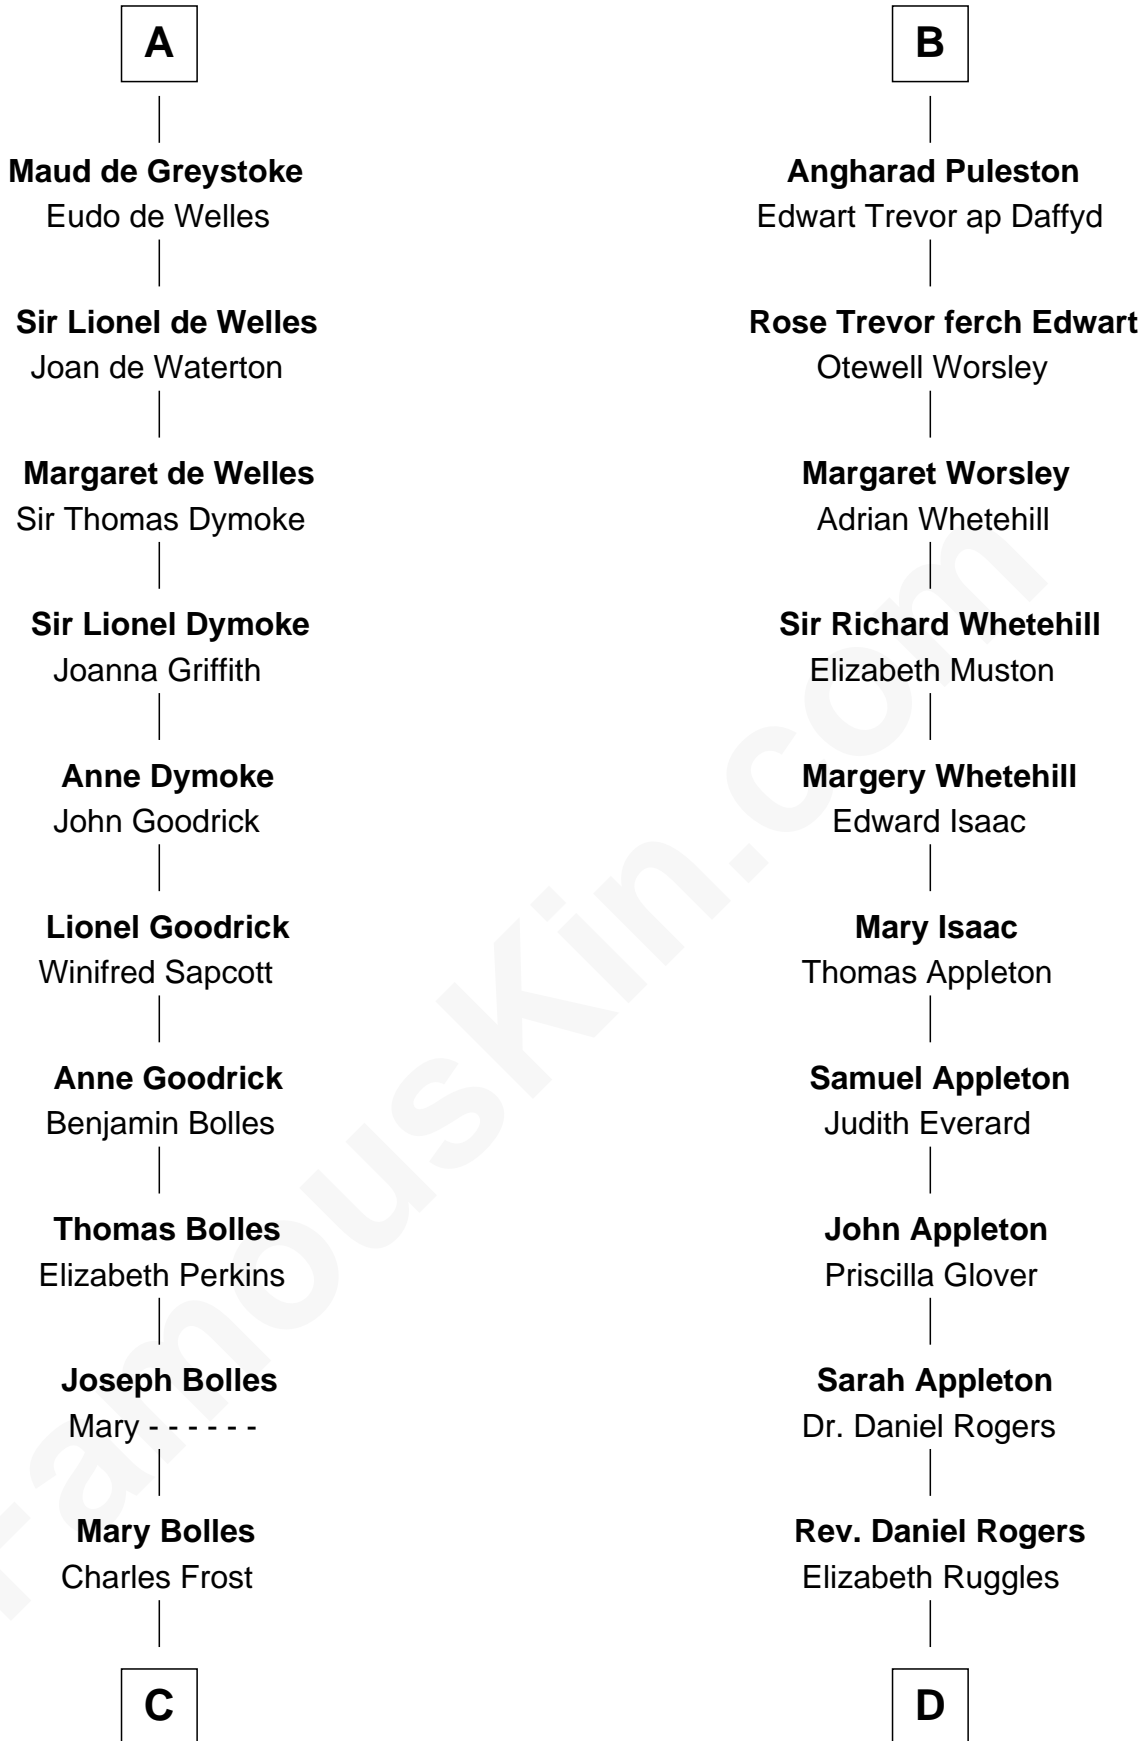 A
Maud de Greystoke
Eudo de Welles
Sir Lionel de Welles
Joan de Waterton
Margaret de Welles
Sir Thomas Dymoke
Sir Lionel Dymoke
Joanna Griffith
Anne Dymoke
John Goodrick
Lionel Goodrick
Winifred Sapcott
Anne Goodrick
Benjamin Bolles
Thomas Bolles
Elizabeth Perkins
Joseph Bolles
Mary - - - - - -
Mary Bolles
Charles Frost
C
B
Angharad Puleston
Edwart Trevor ap Daffyd
Rose Trevor ferch Edwart
Otewell Worsley
Margaret Worsley
Adrian Whetehill
Sir Richard Whetehill
Elizabeth Muston
Margery Whetehill
Edward Isaac
Mary Isaac
Thomas Appleton
Samuel Appleton
Judith Everard
John Appleton
Priscilla Glover
Sarah Appleton
Dr. Daniel Rogers
Rev. Daniel Rogers
Elizabeth Ruggles
D
FamousKin.com